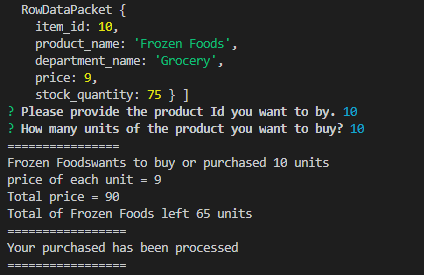 RowDataPacket {
item_id: 10,
product_name: 'Frozen Foods',
department_name: 'Grocery',
price: 9,
stock_quantity: 75 } ]
? Please provide the product Id you want to by. 10
? How many units of the product you want to buy? 10
================
Frozen Foodswants to buy or purchased 10 units
price of each unit = 9
Total price = 90
Total of Frozen Foods left 65 units
=================
Your purchased has been processed
=================